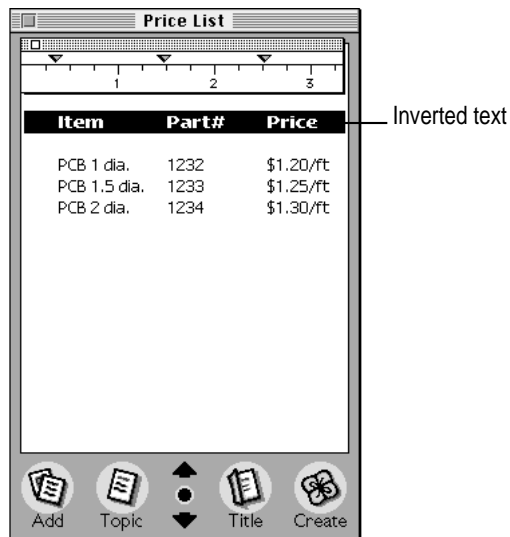 Price List
1 2 3
Item Part# Price
Inverted text
PCB 1 dia. 1232 $1.20/ft
PCB 1.5 dia. 1233 $1.25/ft
PCB 2 dia. 1234 $1.30/ft
Add Topic Title Create